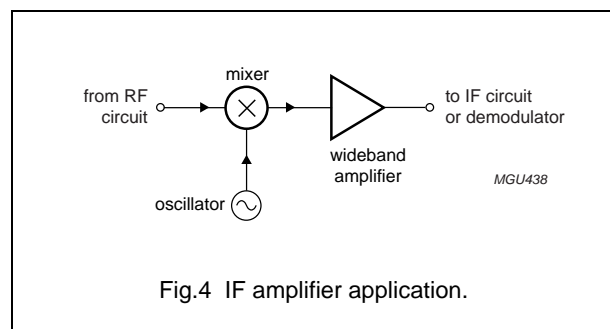 mixer
from RF
circuit
to IF circuit
or demodulator
wideband
amplifier
oscillator
MGU438
Fig.4 IF amplifier application.